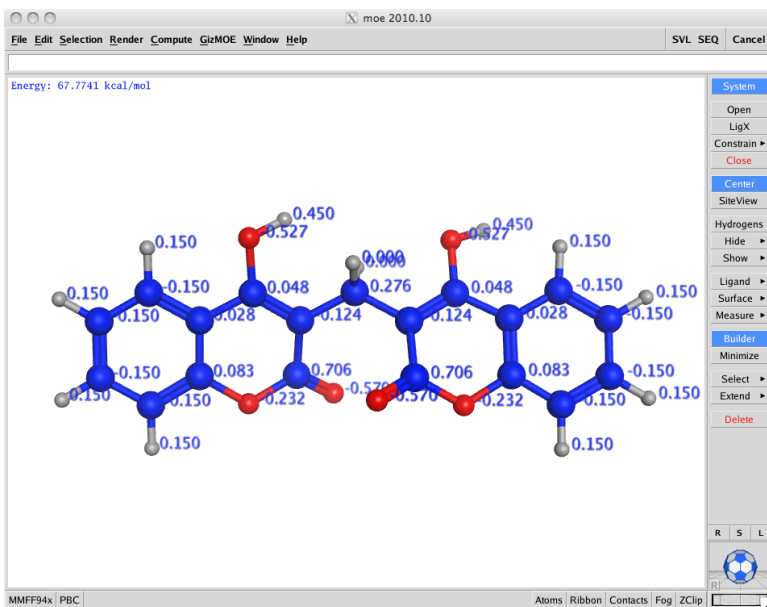 moe 2010.10
File Edit Selection Render Compute GizMOE Window Help SVL SEQ Cancel
Energy: 67.7741 kcal/mol
System
Open
LigX
Constrain
Close
Center
SiteView
Hydrogens
Hide
Show
Ligand
Surface
Measure
Builder
Minimize
Select
Extend
Delete
0.450 0.450
-0.527 -0.527
0.150 0.000 0.150
0.000
0.150 -0.150 0.048 0.276 0.048 -0.150 0.150
0.150 0.028 0.124 0.124 0.028 -0.150
-0.150 0.083 0.706 0.706 0.083 -0.150
0.150 0.150 0.232 -0.570 0.570 -0.232 0.150 0.150
0.150 0.150
R S L
R
MMFF94x PBC Atoms Ribbon Contacts Fog ZClip